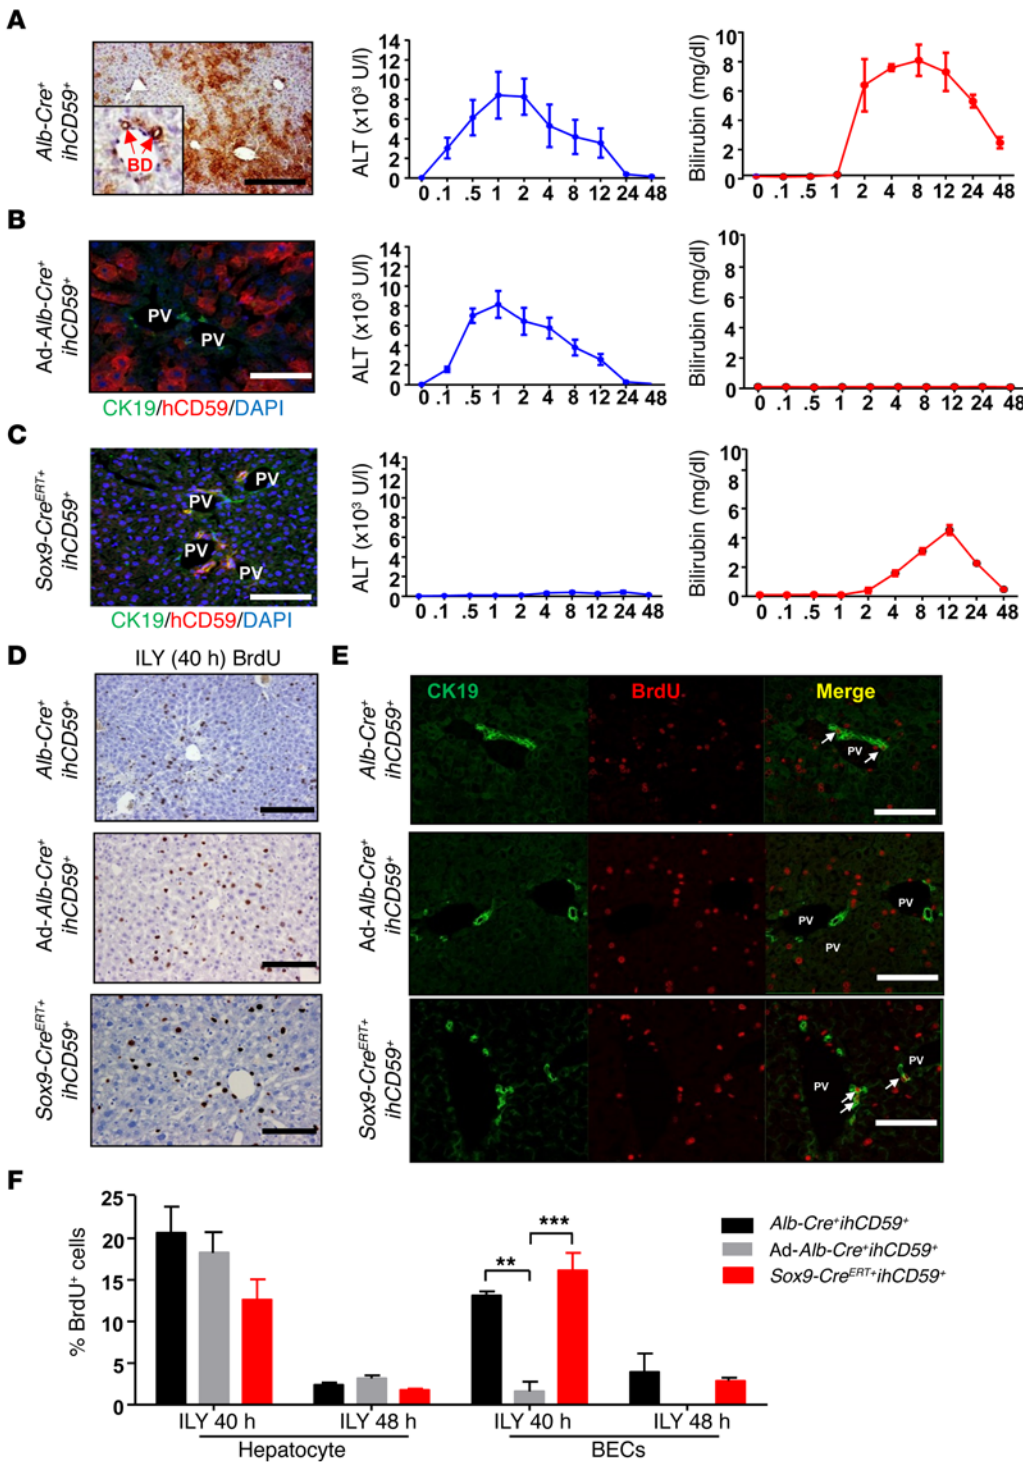 A
Alb-Cre+
ihCD59+
BD
ALT (x10³ U/l)
14
12
10
8
6
4
2
0
0 .1 .5 1 2 4 8 12 24 48
Bilirubin (mg/dl)
10
8
6
4
2
0
0 .1 .5 1 2 4 8 12 24 48
B
Ad-Alb-Cre+
ihCD59+
PV
PV
CK19/hCD59/DAPI
ALT (x10³ U/l)
14
12
10
8
6
4
2
0
0 .1 .5 1 2 4 8 12 24 48
Bilirubin (mg/dl)
10
8
6
4
2
0
0 .1 .5 1 2 4 8 12 24 48
C
Sox9-CreERT+
ihCD59+
PV
PV
PV
PV
CK19/hCD59/DAPI
ALT (x10³ U/l)
14
12
10
8
6
4
2
0
0 .1 .5 1 2 4 8 12 24 48
Bilirubin (mg/dl)
10
8
6
4
2
0
0 .1 .5 1 2 4 8 12 24 48
D
ILY (40 h) BrdU
Alb-Cre+
ihCD59+
Ad-Alb-Cre+
ihCD59+
Sox9-CreERT+
ihCD59+
E
CK19 BrdU Merge
Alb-Cre+
ihCD59+
PV
Ad-Alb-Cre+
ihCD59+
PV
PV
PV
Sox9-CreERT+
ihCD59+
PV
PV
F
% BrdU+ cells
25
20
15
10
5
0
** ***
ILY 40 h ILY 48 h ILY 40 h ILY 48 h
Hepatocyte BECs
Alb-Cre+ihCD59+
Ad-Alb-Cre+ihCD59+
Sox9-CreERT+ihCD59+